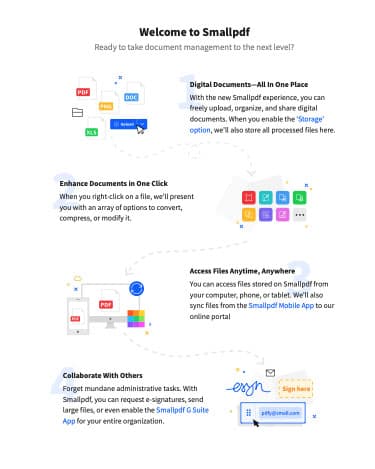 Welcome to Smallpdf
Ready to take document management to the next level?
PDF
DOC
PNG
XLS
Upload
1
Digital Documents—All In One Place
With the new Smallpdf experience, you can
freely upload, organize, and share digital
documents. When you enable the 'Storage'
option, we'll also store all processed files here.
2
Enhance Documents in One Click
When you right-click on a file, we'll present
you with an array of options to convert,
compress, or modify it.
3
Access Files Anytime, Anywhere
You can access files stored on Smallpdf from
your computer, phone, or tablet. We'll also
sync files from the Smallpdf Mobile App to our
online portal
PDF
PDF
4
Collaborate With Others
Forget mundane administrative tasks. With
Smallpdf, you can request e-signatures, send
large files, or even enable the Smallpdf G Suite
App for your entire organization.
esign
Sign here
pdfy@small.com